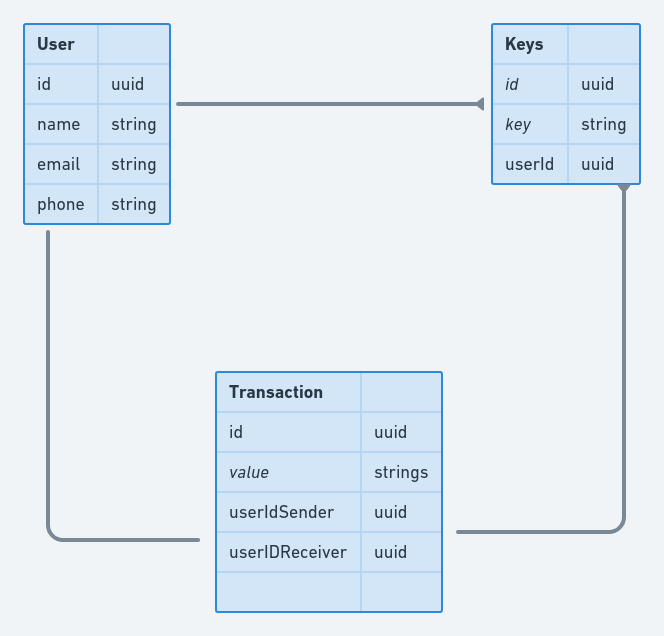 User
id uuid
name string
email string
phone string
Keys
id uuid
key string
userId uuid
Transaction
id uuid
value strings
userIdSender uuid
userIDReceiver uuid